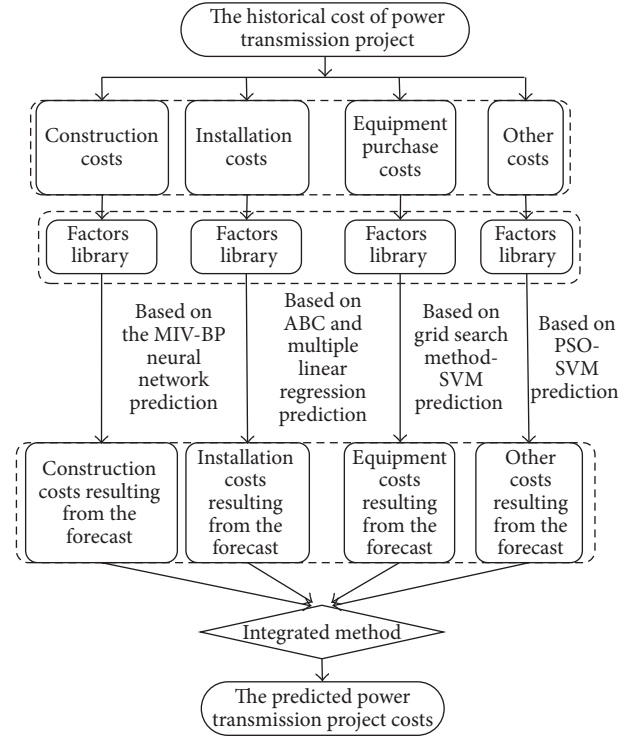 The historical cost of power
transmission project
Construction
costs
Installation
costs
Equipment
purchase
costs
Other
costs
Factors
library
Factors
library
Factors
library
Factors
library
Based on
the MIV-BP
neural
network
prediction
Based on
ABC and
multiple
linear
regression
prediction
Based on
grid search
method-
SVM
prediction
Based on
PSO-
SVM
prediction
Construction
costs resulting
from the
forecast
Installation
costs
resulting
from the
forecast
Equipment
costs
resulting
from the
forecast
Other
costs
resulting
from the
forecast
Integrated method
The predicted power
transmission project costs